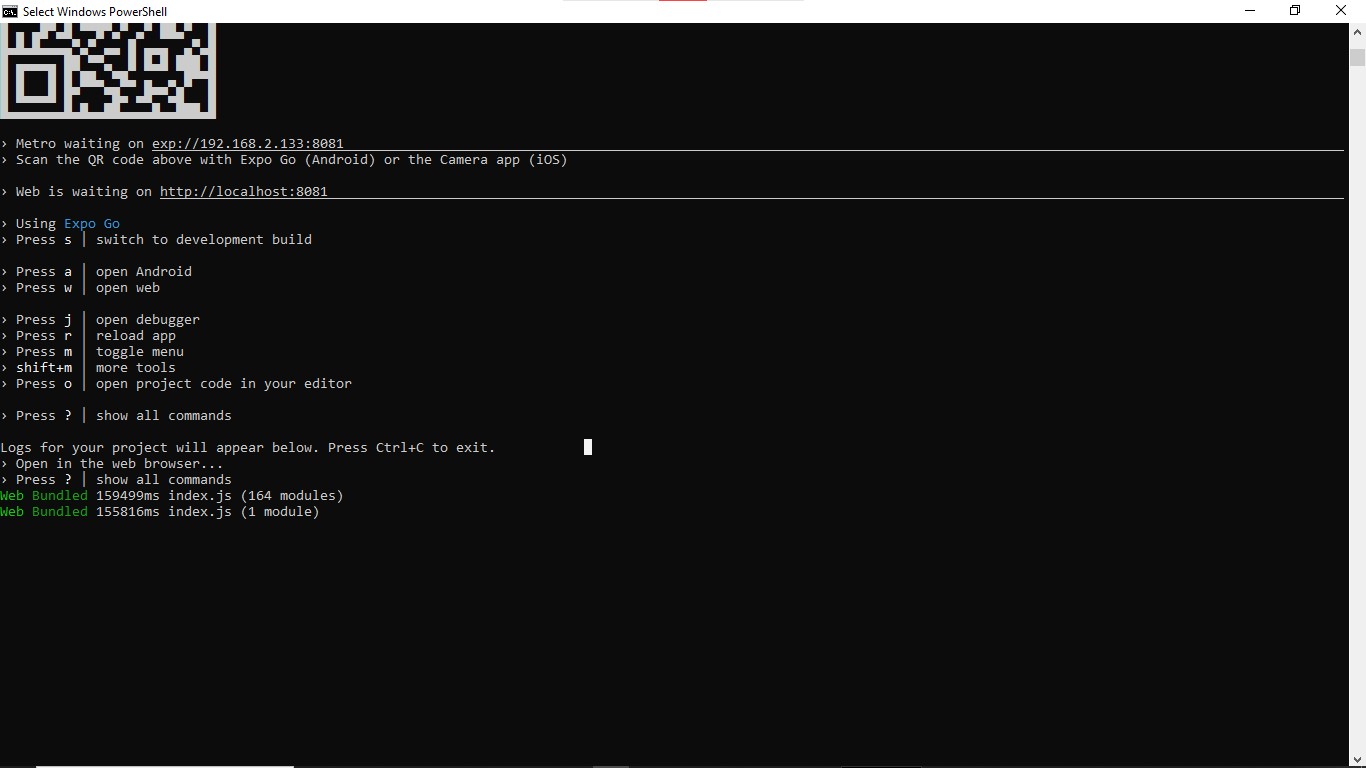 Select Windows PowerShell
› Metro waiting on exp://192.168.2.133:8081
› Scan the QR code above with Expo Go (Android) or the Camera app (iOS)
› Web is waiting on http://localhost:8081
› Using Expo Go
› Press s │ switch to development build
› Press a │ open Android
› Press w │ open web
› Press j │ open debugger
› Press r │ reload app
› Press m │ toggle menu
› shift+m │ more tools
› Press o │ open project code in your editor
› Press ? │ show all commands
Logs for your project will appear below. Press Ctrl+C to exit.
› Open in the web browser...
› Press ? │ show all commands
Web Bundled 159499ms index.js (164 modules)
Web Bundled 155816ms index.js (1 module)